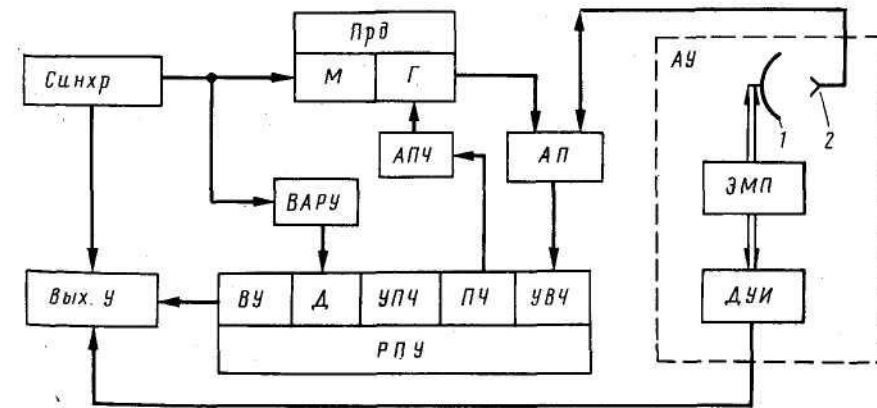 Прд
М
Г
Синхр
АПЧ
АП
ВАРУ
Вых. У
ВУ
Д
УПЧ
ПЧ
УВЧ
РПУ
АУ
1
2
ЭМП
ДУИ